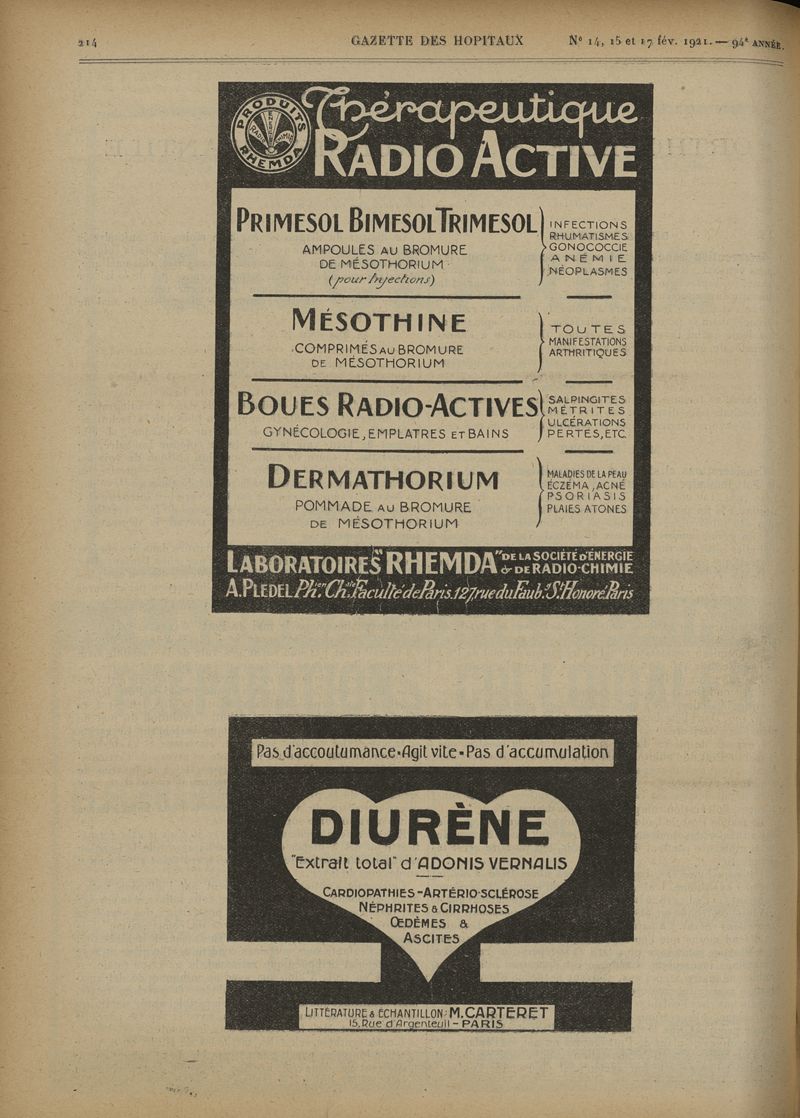 214 GAZETTE DES HOPITAUX N° 14, 15 et 17 fév. 1921. — 94e ANNÉE.
PRODUITS
RHEMDA
Thérapeutique
RADIO ACTIVE
PRIMESOL BIMESOL TRIMESOL
AMPOULES AU BROMURE
DE MÉSOTHORIUM
(pour Injections)
INFECTIONS
RHUMATISMES
GONOCOCCIE
ANÉMIE
NÉOPLASMES
MÉSOTHINE
COMPRIMÉS AU BROMURE
DE MÉSOTHORIUM
TOUTES
MANIFESTATIONS
ARTHRITIQUES
BOUES RADIO-ACTIVES
GYNÉCOLOGIE, EMPLATRES ET BAINS
SALPINGITES
MÉTRITES
ULCÉRATIONS
PERTES, ETC.
DERMATHORIUM
POMMADE AU BROMURE
DE MÉSOTHORIUM
MALADIES DE LA PEAU
ÉCZÉMA, ACNÉ
PSORIASIS
PLAIES ATONES
LABORATOIRES "RHEMDA" DE LA SOCIÉTÉ D'ÉNERGIE
& DE RADIO-CHIMIE
A. PLEDEL Phien Chste Faculté de Paris. 127, rue du Faub. St Honoré. Paris
Pas d'accoutumance • Agit vite • Pas d'accumulation
DIURÈNE
"Extrait total" d'ADONIS VERNALIS
CARDIOPATHIES - ARTÉRIO-SCLÉROSE
NÉPHRITES & CIRRHOSES
ŒDÈMES &
ASCITES
LITTÉRATURE & ÉCHANTILLON: M. CARTERET
15, Rue d'Argenteuil - PARIS